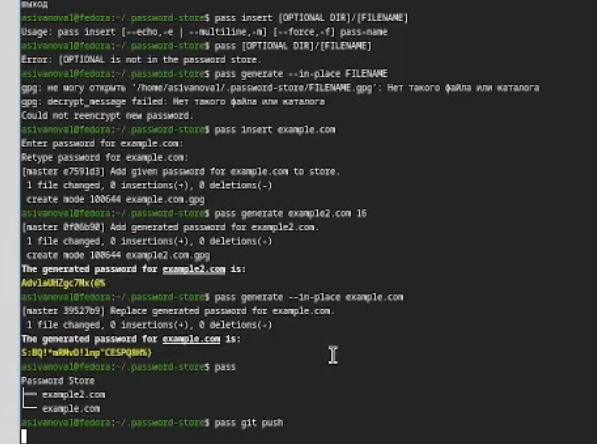 выход
asivanova1@fedora:~/.password-store$ pass insert [OPTIONAL DIR]/[FILENAME]
Usage: pass insert [--echo,-e | --multiline,-m] [--force,-f] pass-name
asivanova1@fedora:~/.password-store$ pass [OPTIONAL DIR]/[FILENAME]
Error: [OPTIONAL is not in the password store.
asivanova1@fedora:~/.password-store$ pass generate --in-place FILENAME
gpg: не могу открыть '/home/asivanova1/.password-store/FILENAME.gpg': Нет такого файла или каталога
gpg: decrypt_message failed: Нет такого файла или каталога
Could not reencrypt new password.
asivanova1@fedora:~/.password-store$ pass insert example.com
Enter password for example.com:
Retype password for example.com:
[master e7591d3] Add given password for example.com to store.
1 file changed, 0 insertions(+), 0 deletions(-)
create mode 100644 example.com.gpg
asivanova1@fedora:~/.password-store$ pass generate example2.com 16
[master 0f06b90] Add generated password for example2.com.
1 file changed, 0 insertions(+), 0 deletions(-)
create mode 100644 example2.com.gpg
The generated password for example2.com is:
asivanova1@fedora:~/.password-store$ pass generate --in-place example.com
[master 39527b9] Replace generated password for example.com.
1 file changed, 0 insertions(+), 0 deletions(-)
The generated password for example.com is:
asivanova1@fedora:~/.password-store$ pass
Password Store
├── example2.com
└── example.com
asivanova1@fedora:~/.password-store$ pass git push